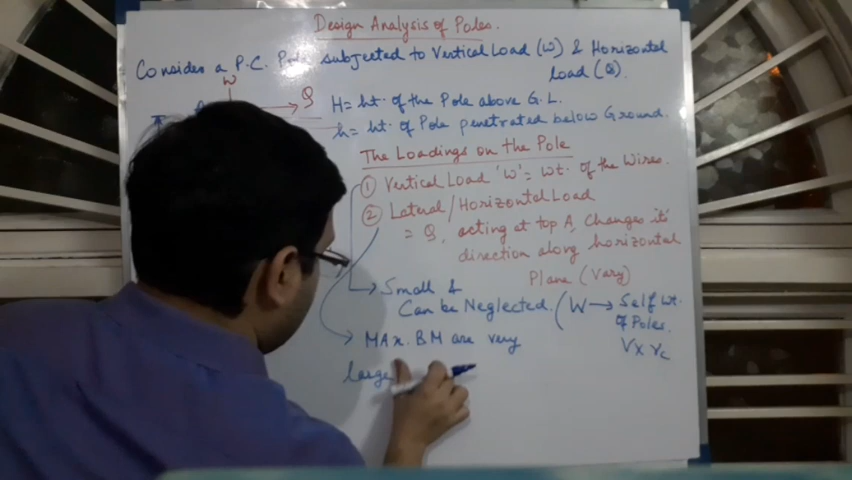 Design Analysis of Poles.
Consider a P.C. Pole subjected to Vertical Load (W) & Horizontal
load (Q).
W
Q
H = ht. of the Pole above G.L.
h = ht. of Pole penetrated below Ground.
The Loadings on the Pole
① Vertical Load 'W' = Wt. of the Wires.
② Lateral/Horizontal Load
= Q, acting at top A, Changes it's
direction along horizontal
Plane (Vary)
Small &
Can be Neglected. (W → Self Wt.
of Poles.
V x γc
MAx. BM are very
large